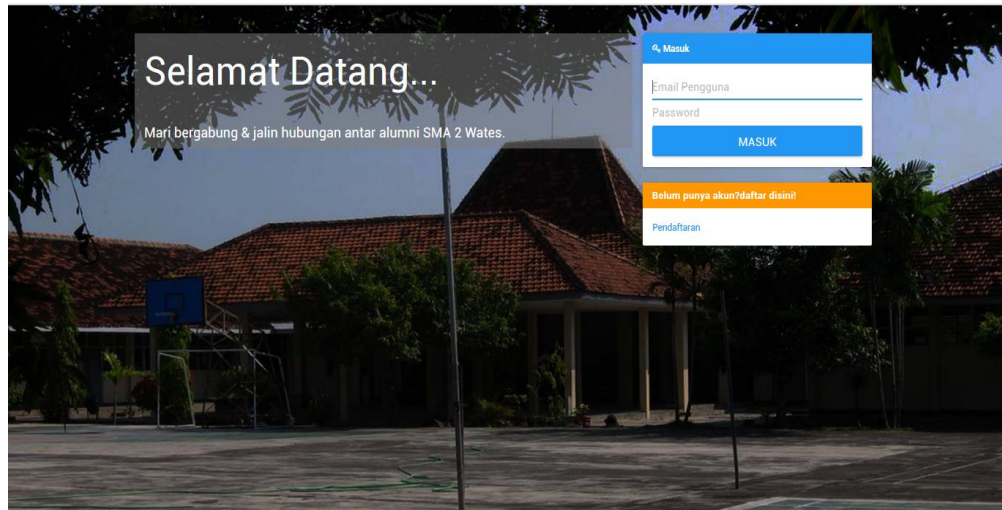 Selamat Datang...
Mari bergabung & jalin hubungan antar alumni SMA 2 Wates.
Masuk
Email Pengguna
Password
MASUK
Belum punya akun?daftar disini!
Pendaftaran